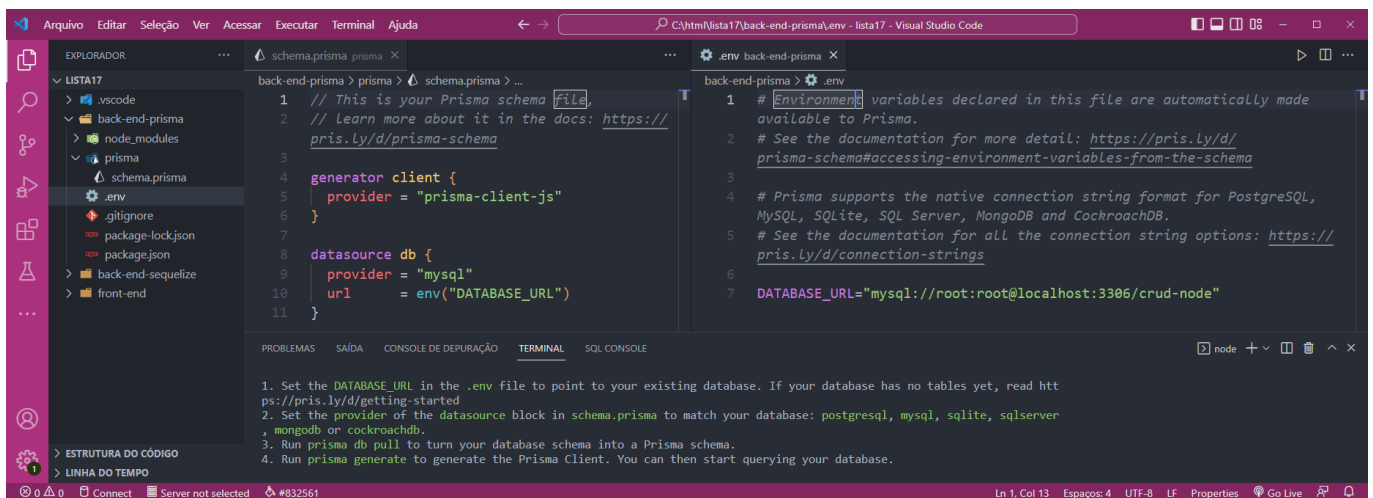 Arquivo Editar Seleção Ver Acessar Executar Terminal Ajuda
C:\html\lista17\back-end-prisma\.env - lista17 - Visual Studio Code
EXPLORADOR
LISTA17
.vscode
back-end-prisma
node_modules
prisma
schema.prisma
.env
.gitignore
package-lock.json
package.json
back-end-sequelize
front-end
ESTRUTURA DO CÓDIGO
LINHA DO TEMPO
1
schema.prisma prisma
back-end-prisma > prisma > schema.prisma > ...
1 // This is your Prisma schema file,
2 // learn more about it in the docs: https://
pris.ly/d/prisma-schema
3
4 generator client {
5 provider = "prisma-client-js"
6 }
7
8 datasource db {
9 provider = "mysql"
10 url = env("DATABASE_URL")
11 }
.env back-end-prisma
back-end-prisma > .env
1 # Environment variables declared in this file are automatically made
available to Prisma.
2 # See the documentation for more detail: https://pris.ly/d/
prisma-schema#accessing-environment-variables-from-the-schema
3
4 # Prisma supports the native connection string format for PostgreSQL,
MySQL, SQLite, SQL Server, MongoDB and CockroachDB.
5 # See the documentation for all the connection string options: https://
pris.ly/d/connection-strings
6
7 DATABASE_URL="mysql://root:root@localhost:3306/crud-node"
PROBLEMAS SAÍDA CONSOLE DE DEPURAÇÃO TERMINAL SQL CONSOLE
node
1. Set the DATABASE_URL in the .env file to point to your existing database. If your database has no tables yet, read htt
ps://pris.ly/d/getting-started
2. Set the provider of the datasource block in schema.prisma to match your database: postgresql, mysql, sqlite, sqlserver
, mongodb or cockroachdb.
3. Run prisma db pull to turn your database schema into a Prisma schema.
4. Run prisma generate to generate the Prisma Client. You can then start querying your database.
0 0 Connect Server not selected #832561
Ln 1, Col 13 Espaços: 4 UTF-8 LF Properties Go Live